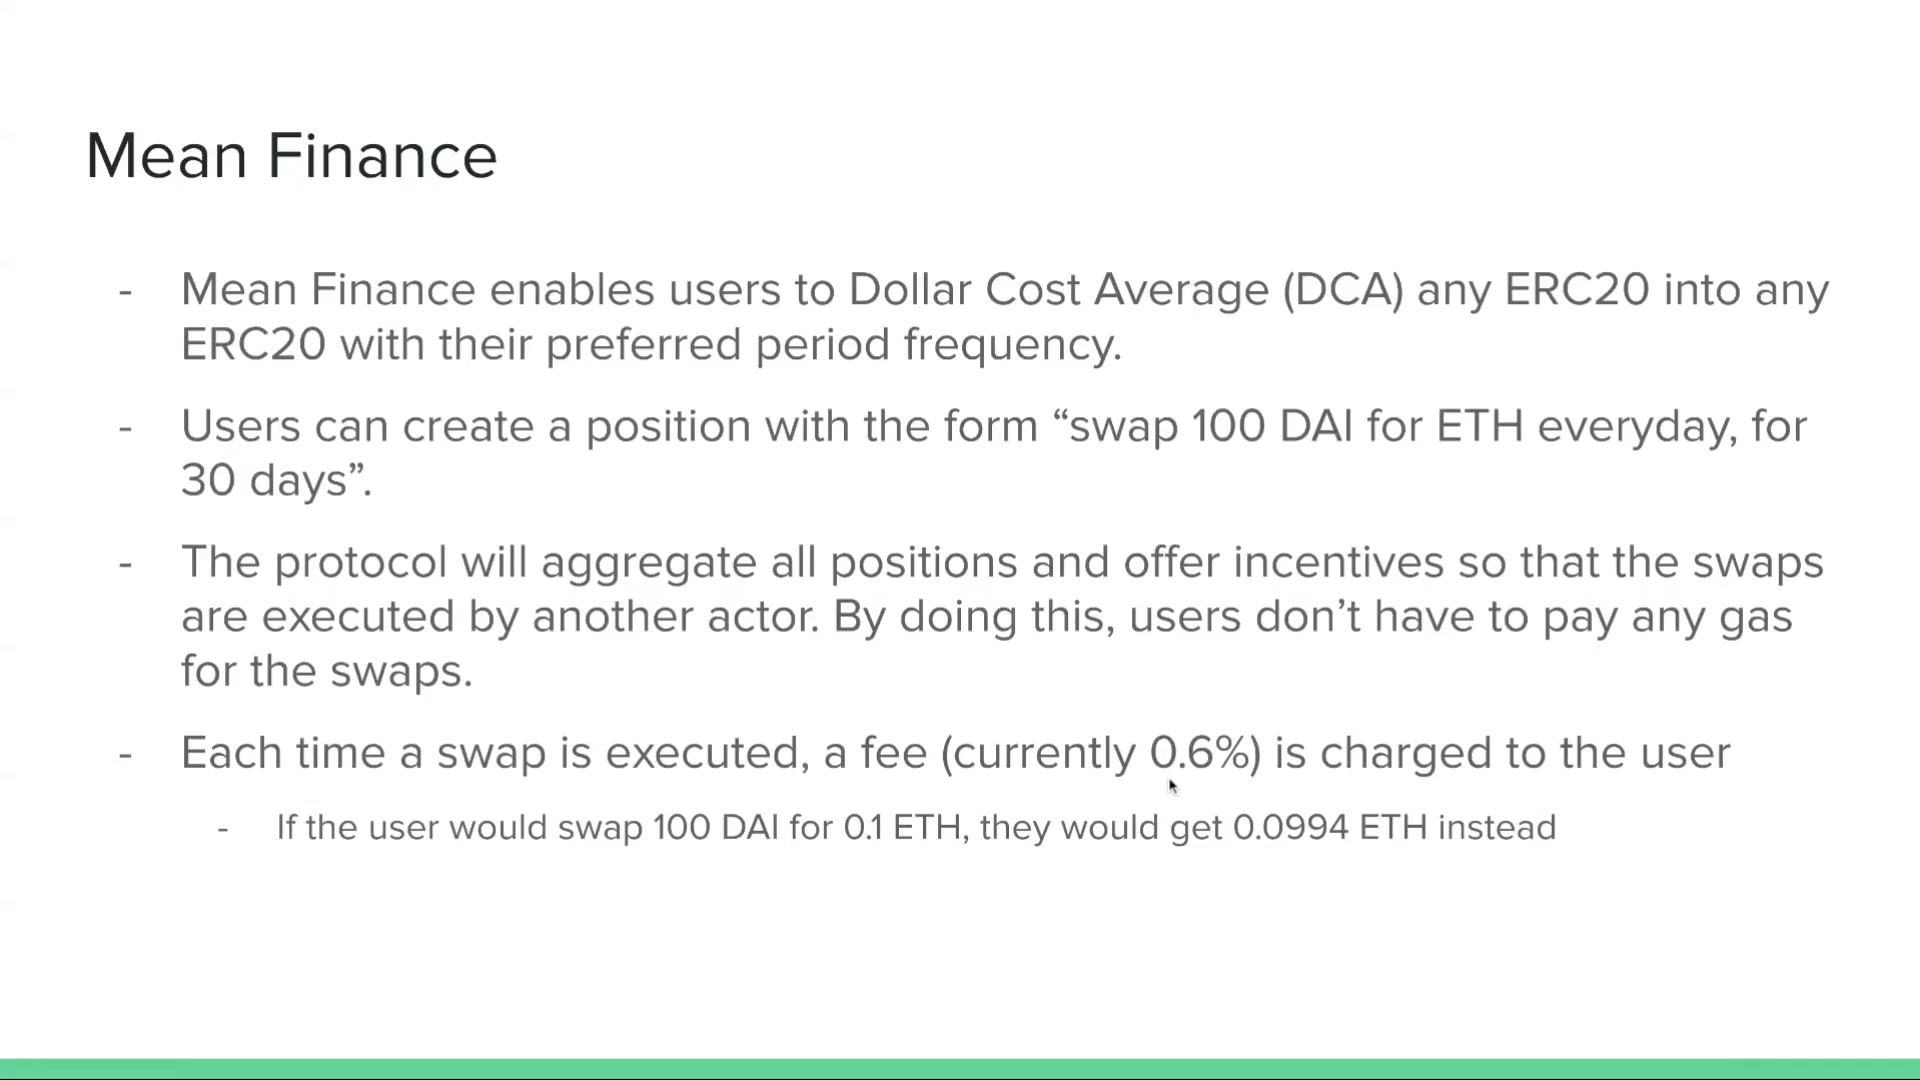 Mean Finance
- Mean Finance enables users to Dollar Cost Average (DCA) any ERC20 into any
ERC20 with their preferred period frequency.
- Users can create a position with the form “swap 100 DAI for ETH everyday, for
30 days”.
- The protocol will aggregate all positions and offer incentives so that the swaps
are executed by another actor. By doing this, users don’t have to pay any gas
for the swaps.
- Each time a swap is executed, a fee (currently 0.6%) is charged to the user
- If the user would swap 100 DAI for 0.1 ETH, they would get 0.0994 ETH instead